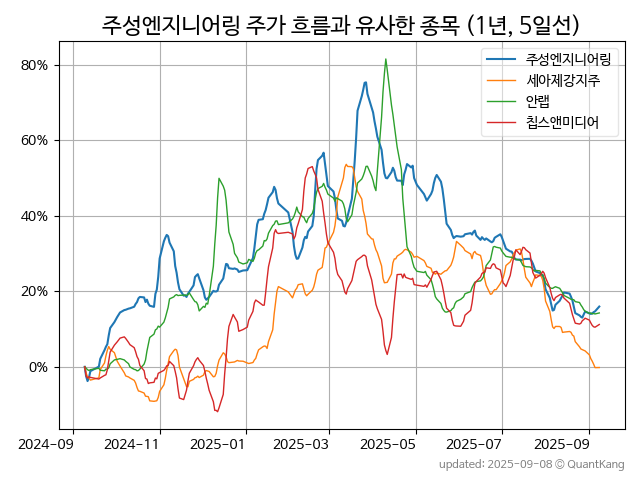 주성엔지니어링 주가 흐름과 유사한 종목 (1년, 5일선)
주성엔지니어링
세아제강지주
안랩
칩스앤미디어
80%
60%
40%
20%
0%
2024-09 2024-11 2025-01 2025-03 2025-05 2025-07 2025-09
updated: 2025-09-08 © QuantKang